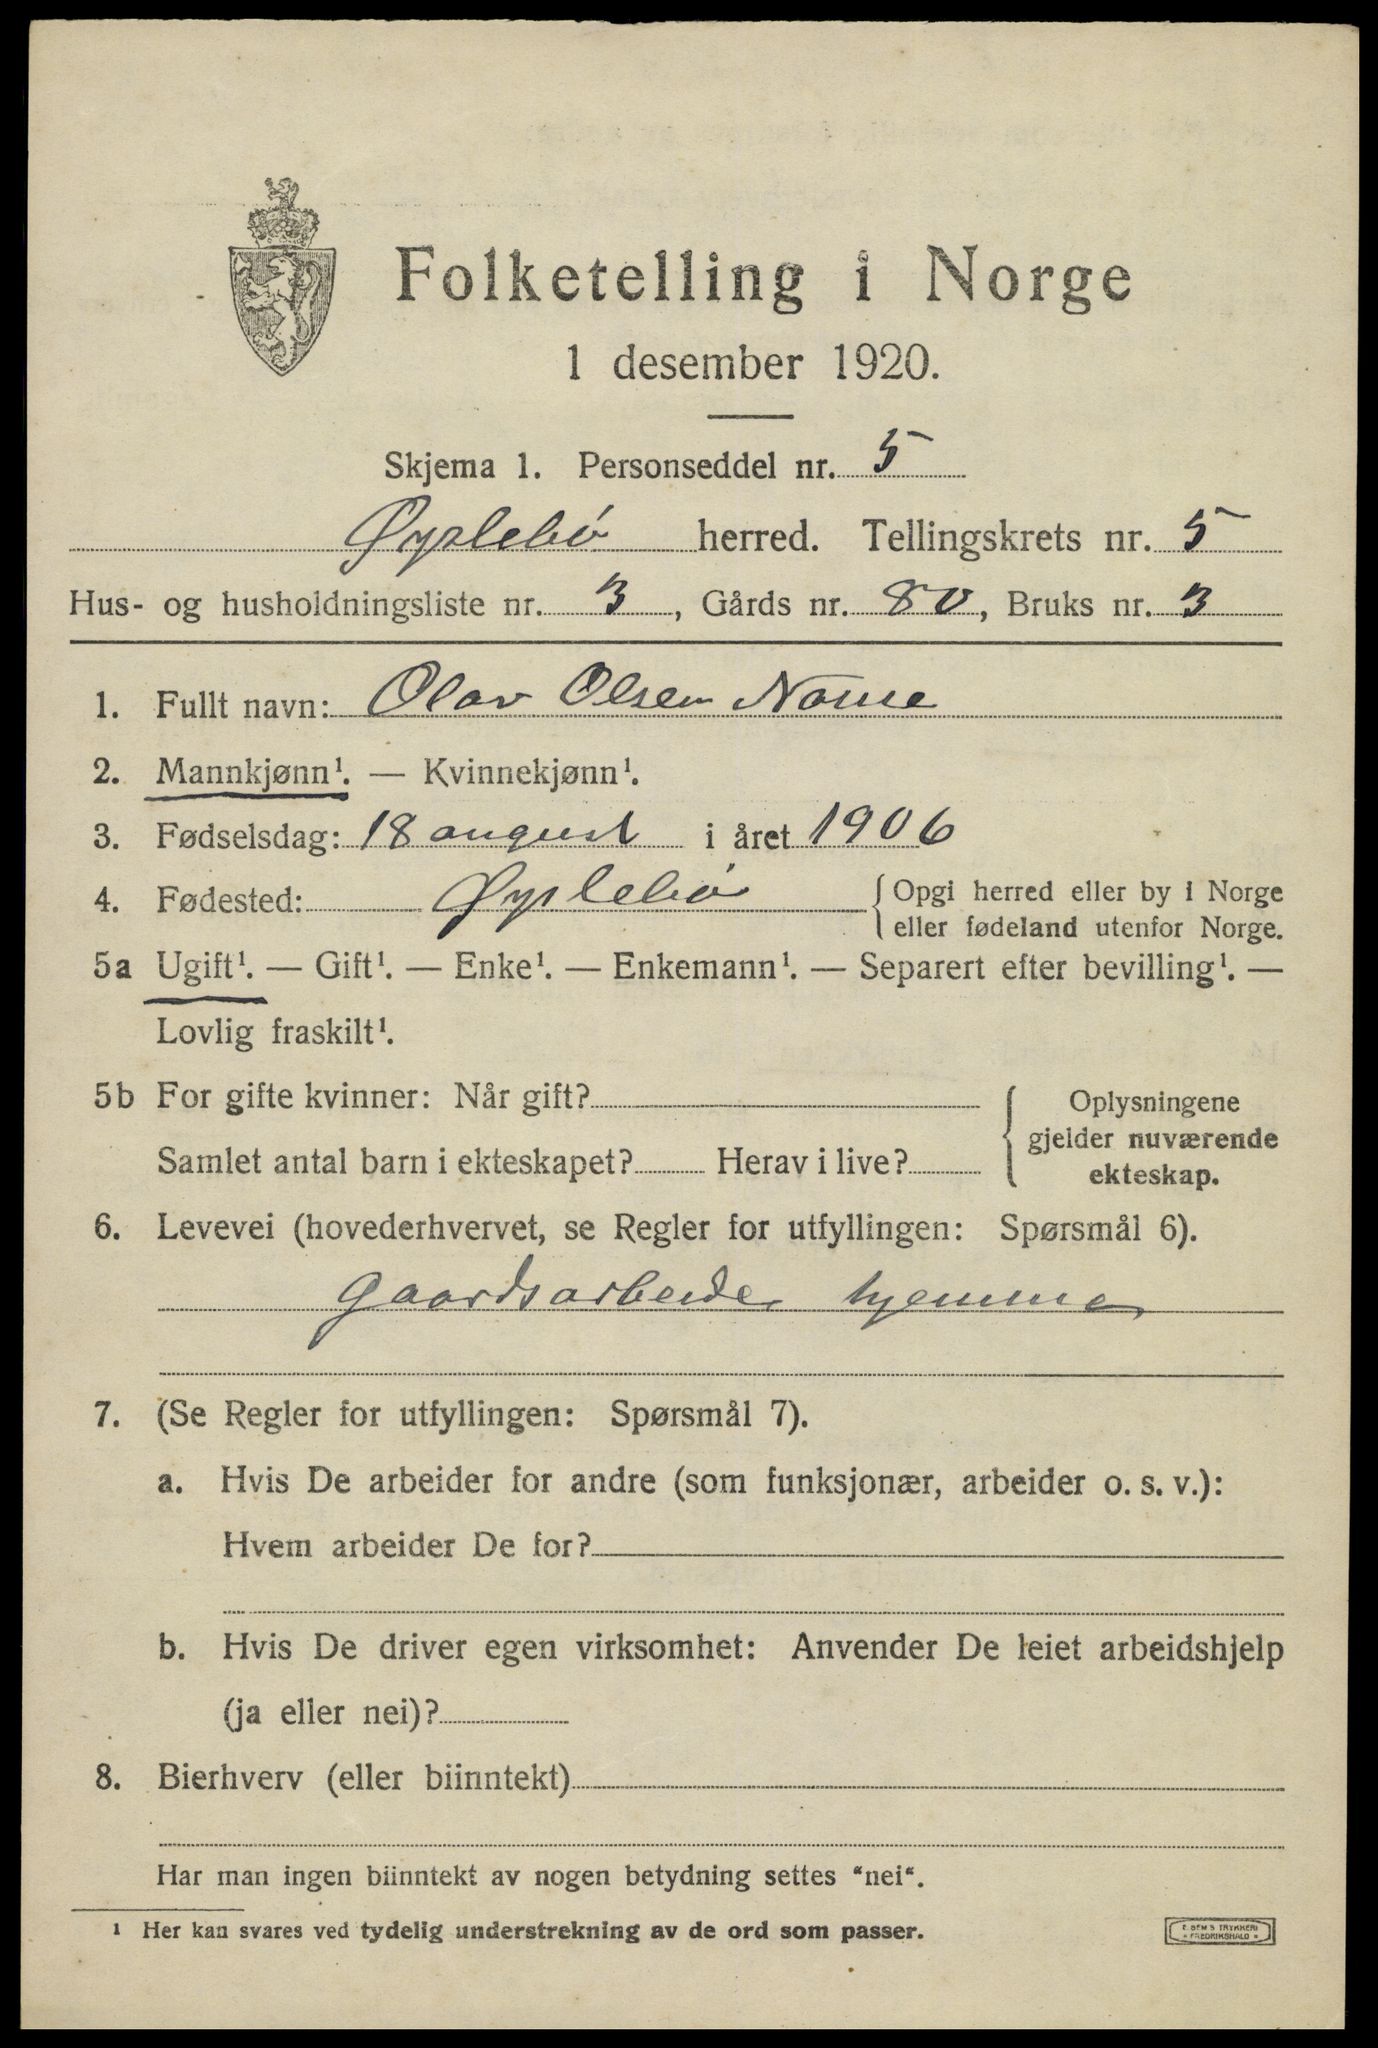 Folketelling i Norge
1 desember 1920.
Skjema 1. Personseddel nr. 5
Øyslebø herred. Tellingskrets nr. 5
Hus- og husholdningsliste nr. 3, Gårds nr. 80, Bruks nr. 3
1. Fullt navn: Olav Olsen Nome
2. Mannkjønn¹. — Kvinnekjønn¹.
3. Fødselsdag: 18 august i året 1906
4. Fødested: Øyslebø { Opgi herred eller by i Norge
eller fødeland utenfor Norge.
5a Ugift¹. — Gift¹. — Enke¹. — Enkemann¹. — Separert efter bevilling¹. —
Lovlig fraskilt¹.
5b For gifte kvinner: Når gift?
Samlet antal barn i ekteskapet? Herav i live?
Oplysningene
gjelder nuværende
ekteskap.
6. Levevei (hovederhvervet, se Regler for utfyllingen: Spørsmål 6).
Gaardsarbeide hjemme
7. (Se Regler for utfyllingen: Spørsmål 7).
a. Hvis De arbeider for andre (som funksjonær, arbeider o. s. v.):
Hvem arbeider De for?
b. Hvis De driver egen virksomhet: Anvender De leiet arbeidshjelp
(ja eller nei)?
8. Bierhverv (eller biinntekt)
Har man ingen biinntekt av nogen betydning settes "nei".
¹ Her kan svares ved tydelig understrekning av de ord som passer.
E. SEM'S TRYKKERI
FREDRIKSHALD